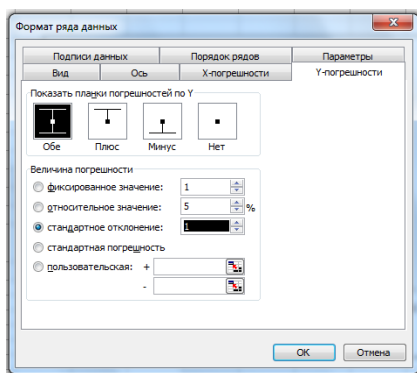 Формат ряда данных
Подписи данных Порядок рядов Параметры
Вид Ось X-погрешности Y-погрешности
Показать планки погрешностей по Y
Обе Плюс Минус Нет
Величина погрешности
фиксированное значение: 1
относительное значение: 5 %
стандартное отклонение: 1
стандартная погрешность
пользовательская: +
-
ОК Отмена